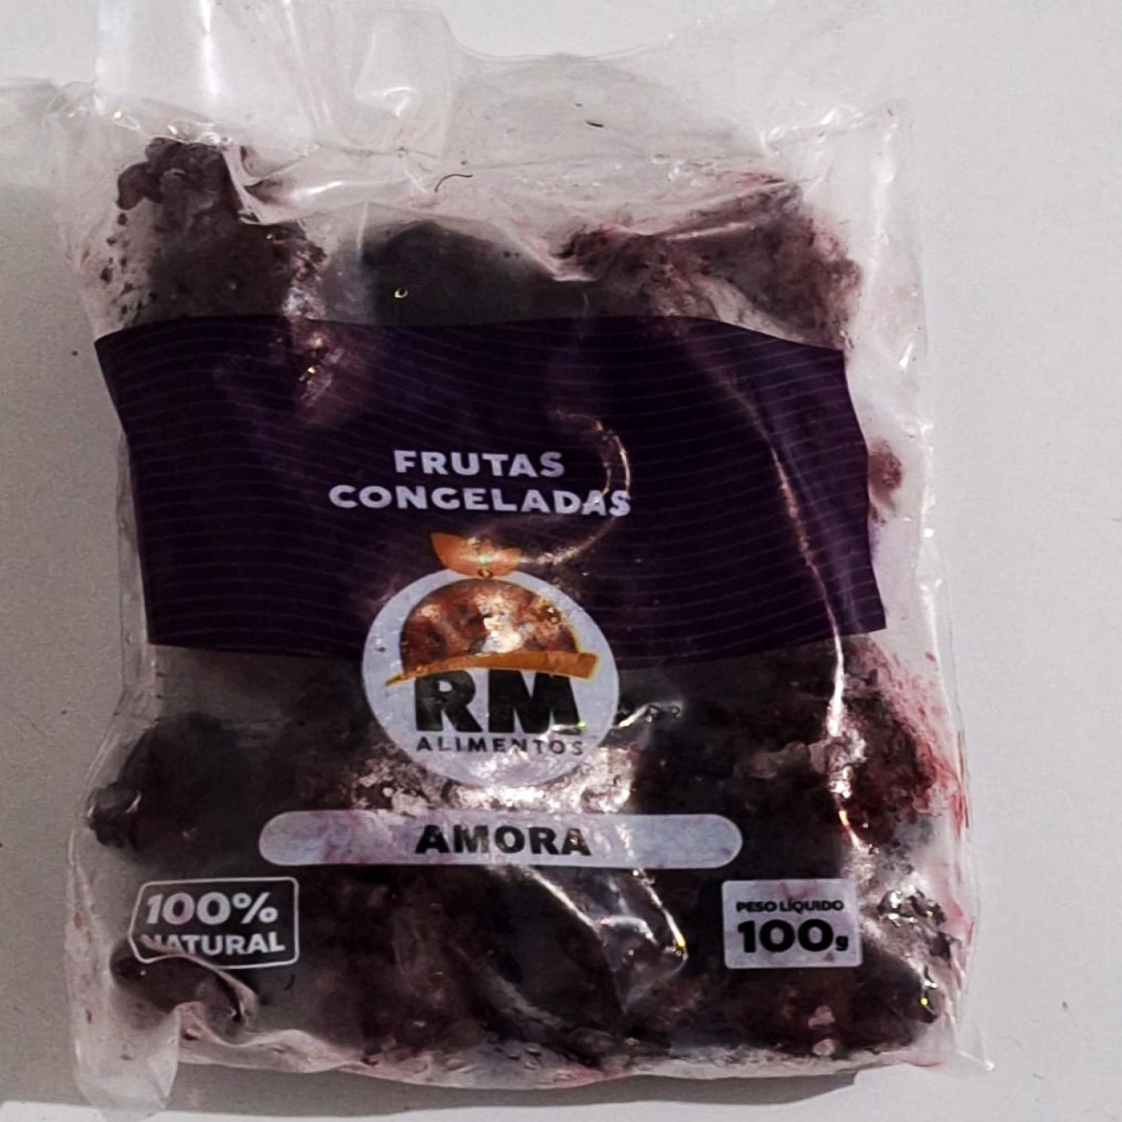 FRUTAS
CONGELADAS
RM
ALIMENTOS
AMORA
100%
NATURAL
PESO LÍQUIDO
100g